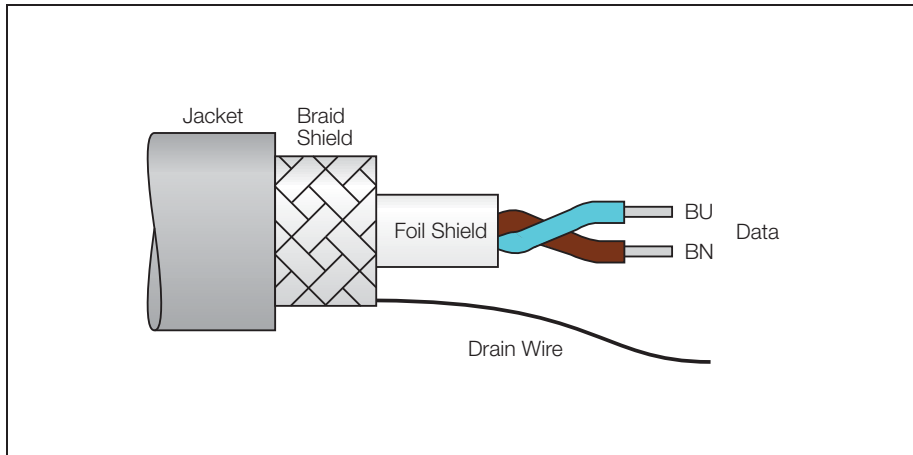 Jacket
Braid
Shield
Foil Shield
BU
BN
Data
Drain Wire